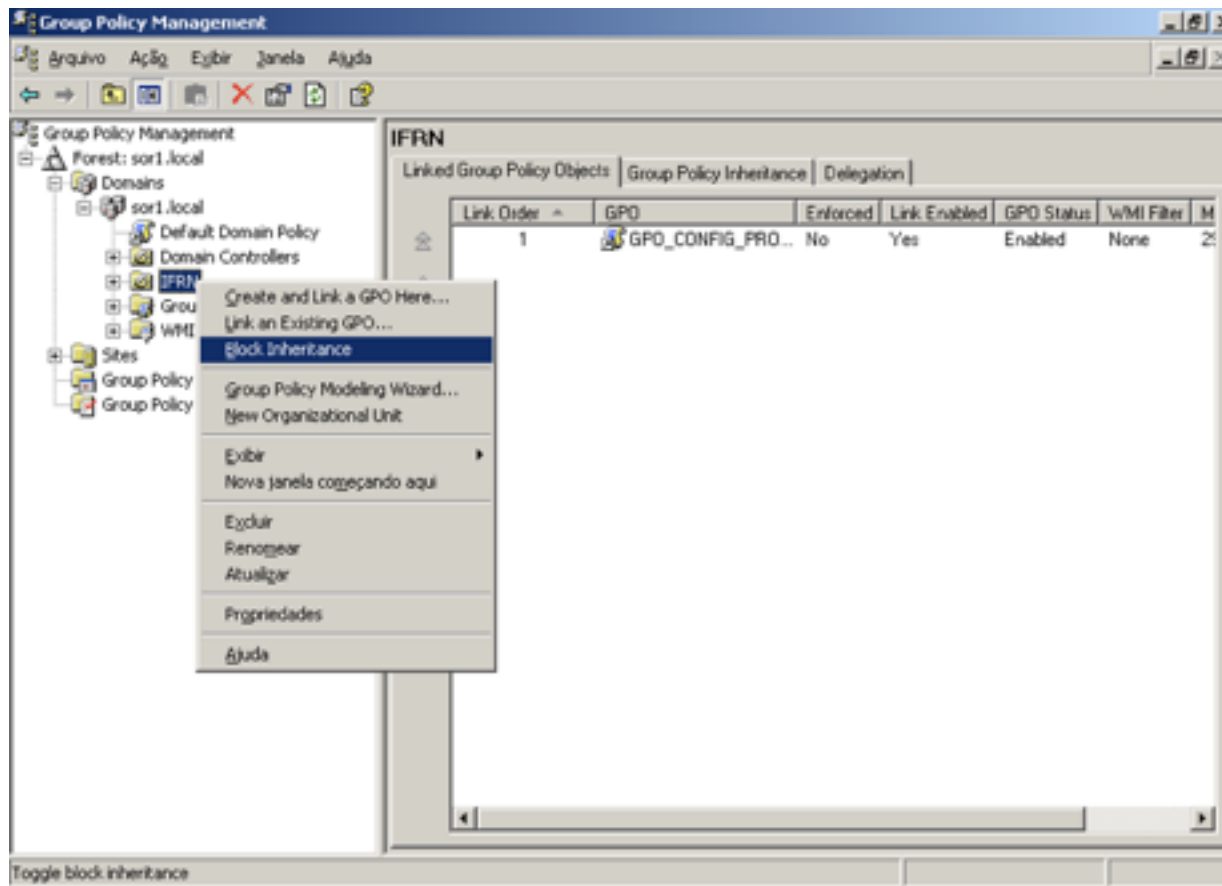 Group Policy Management
Arquivo Ação Exibir Janela Ajuda
Group Policy Management
Forest: sor1.local
Domains
sor1.local
Default Domain Policy
Domain Controllers
IFRN
Grou
WMI
Sites
Group Policy
Group Policy
Create and Link a GPO Here...
Link an Existing GPO...
Block Inheritance
Group Policy Modeling Wizard...
New Organizational Unit
Exibir
Nova janela começando aqui
Excluir
Renomear
Atualizar
Propriedades
Ajuda
IFRN
Linked Group Policy Objects Group Policy Inheritance Delegation
Link Order GPO Enforced Link Enabled GPO Status WMI Filter M
1 GPO_CONFIG_PRO... No Yes Enabled None
Toggle block inheritance